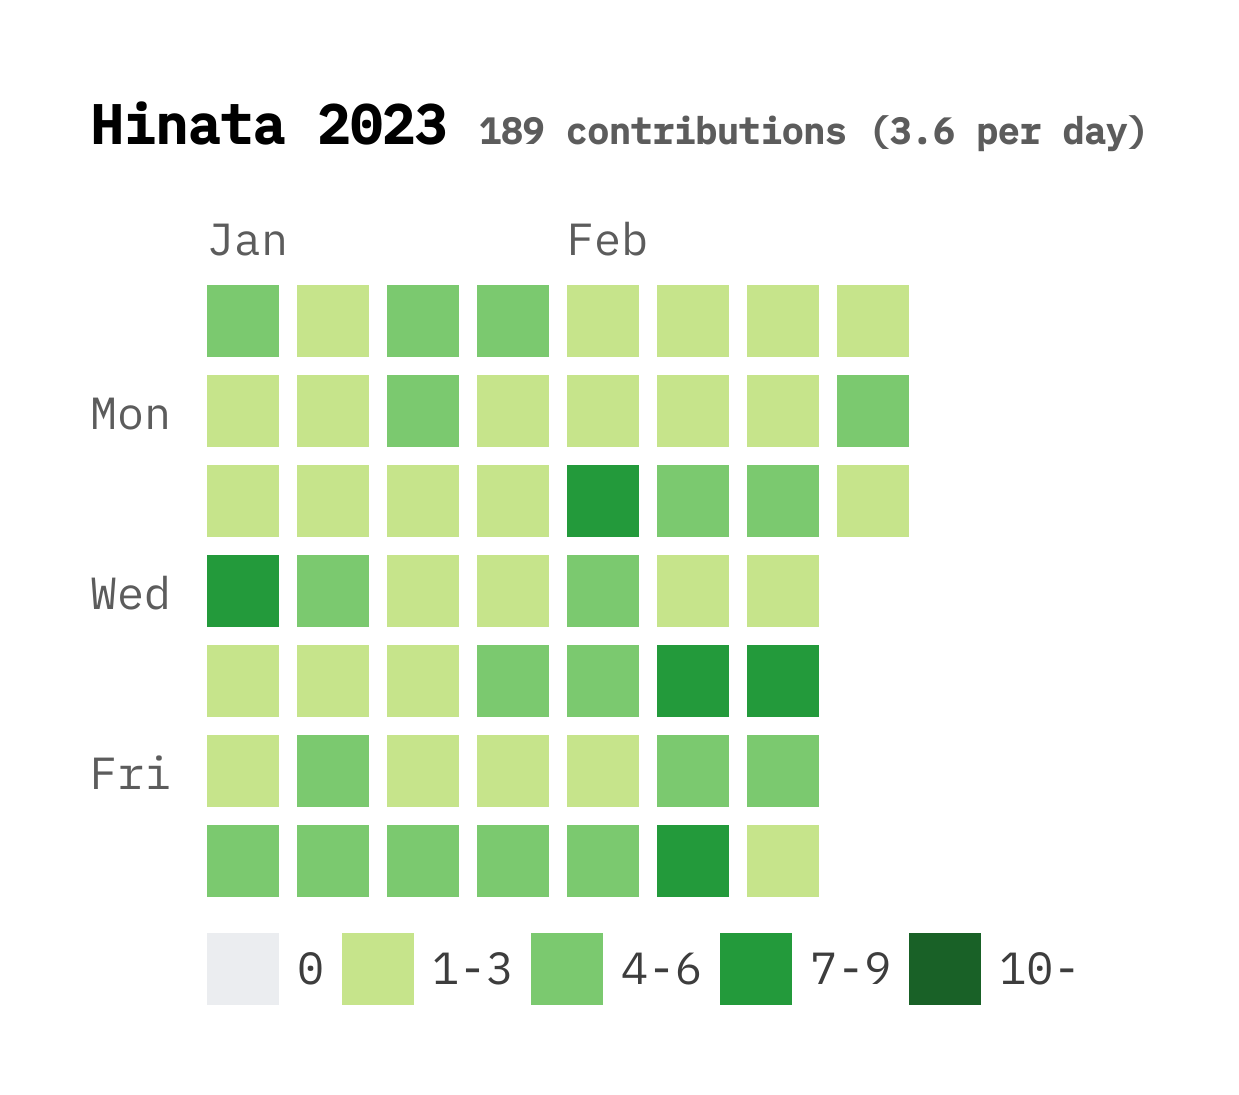 Hinata 2023 189 contributions (3.6 per day)
Jan Feb
Mon
Wed
Fri
0 1-3 4-6 7-9 10-